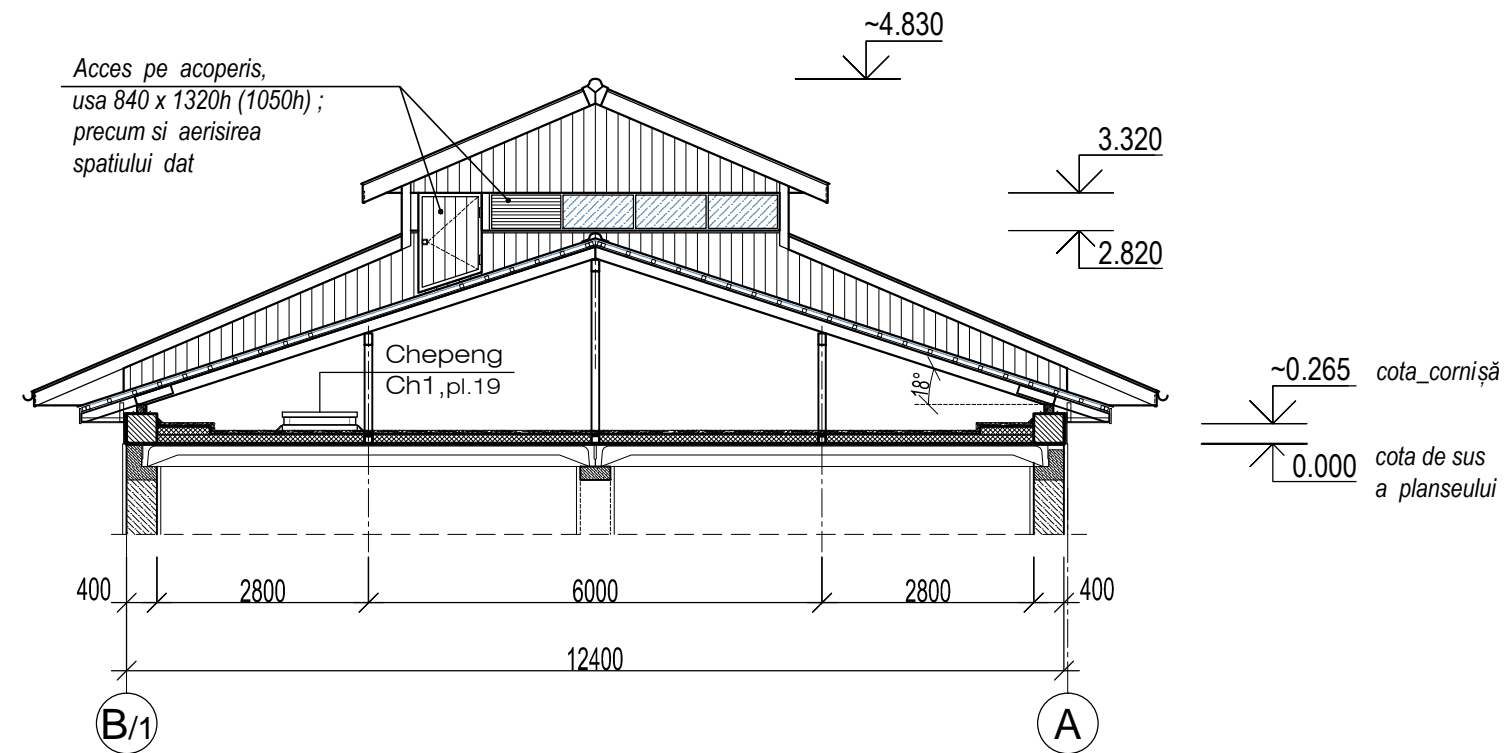 ~4.830
Acces pe acoperis,
usa 840 x 1320h (1050h) ;
precum si aerisirea
spatiului dat
3.320
2.820
Chepeng
Ch1,pl.19
18°
~0.265 cota_cornișă
0.000 cota de sus
a planseului
400 2800 6000 2800 400
12400
B/1 A